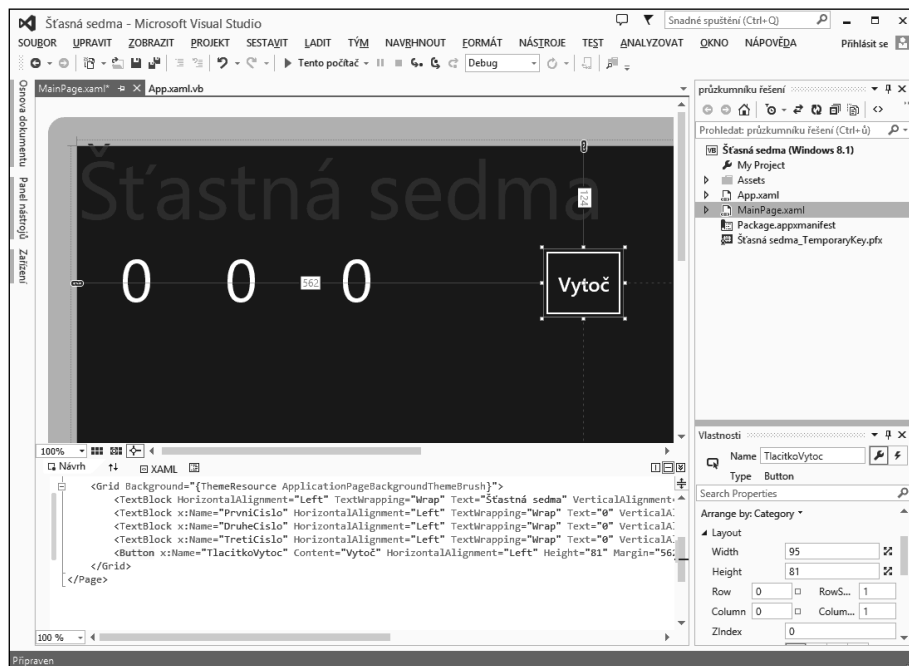 Šťasná sedma - Microsoft Visual Studio
Snadné spuštění (Ctrl+Q)
SOUBOR UPRAVIT ZOBRAZIT PROJEKT SESTAVIT LADIT TÝM NAVRHNOUT FORMÁT NÁSTROJE TEST ANALYZOVAT OKNO NÁPOVĚDA Přihlásit se
Tento počítač Debug
Osnova dokumentu
Panel nástrojů
Zařízení
MainPage.xaml* App.xaml.vb
Šťastná sedma
124
0 0 562 0
Vytoč
100%
Návrh XAML
<Grid Background="{ThemeResource ApplicationPageBackgroundThemeBrush}">
<TextBlock HorizontalAlignment="Left" TextWrapping="Wrap" Text="Šťastná sedma" VerticalAlignment=
<TextBlock x:Name="PrvniCislo" HorizontalAlignment="Left" TextWrapping="Wrap" Text="0" VerticalAl
<TextBlock x:Name="DruheCislo" HorizontalAlignment="Left" TextWrapping="Wrap" Text="0" VerticalAl
<TextBlock x:Name="TretiCislo" HorizontalAlignment="Left" TextWrapping="Wrap" Text="0" VerticalAl
<Button x:Name="TlacitkoVytoc" Content="Vytoč" HorizontalAlignment="Left" Height="81" Margin="562
</Grid>
</Page>
100 %
Připraven
průzkumníku řešení
Prohledat: průzkumníku řešení (Ctrl+ů)
Šťasná sedma (Windows 8.1)
My Project
Assets
App.xaml
MainPage.xaml
Package.appxmanifest
Šťasná sedma_TemporaryKey.pfx
Vlastnosti
Name TlacitkoVytoc
Type Button
Search Properties
Arrange by: Category
Layout
Width 95
Height 81
Row 0 RowS... 1
Column 0 Colum... 1
ZIndex 0